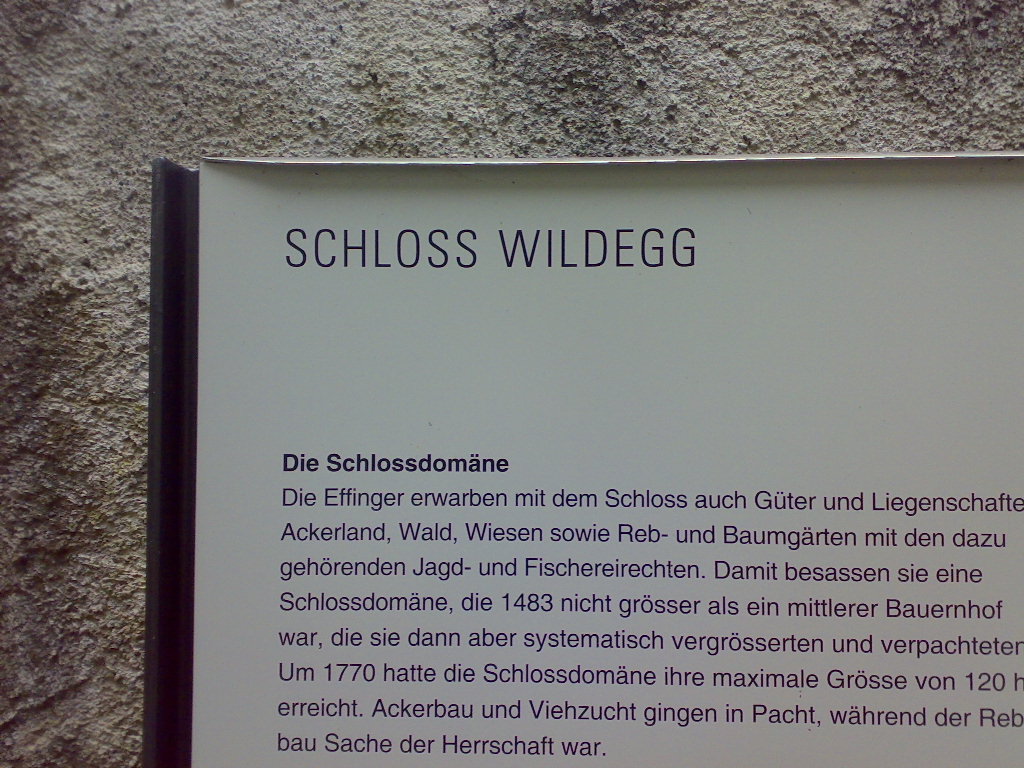 SCHLOSS WILDEGG
Die Schlossdomäne
Die Effinger erwarben mit dem Schloss auch Güter und Liegenschafte
Ackerland, Wald, Wiesen sowie Reb- und Baumgärten mit den dazu
gehörenden Jagd- und Fischereirechten. Damit besassen sie eine
Schlossdomäne, die 1483 nicht grösser als ein mittlerer Bauernhof
war, die sie dann aber systematisch vergrösserten und verpachteten
Um 1770 hatte die Schlossdomäne ihre maximale Grösse von 120 h
erreicht. Ackerbau und Viehzucht gingen in Pacht, während der Reb-
bau Sache der Herrschaft war.